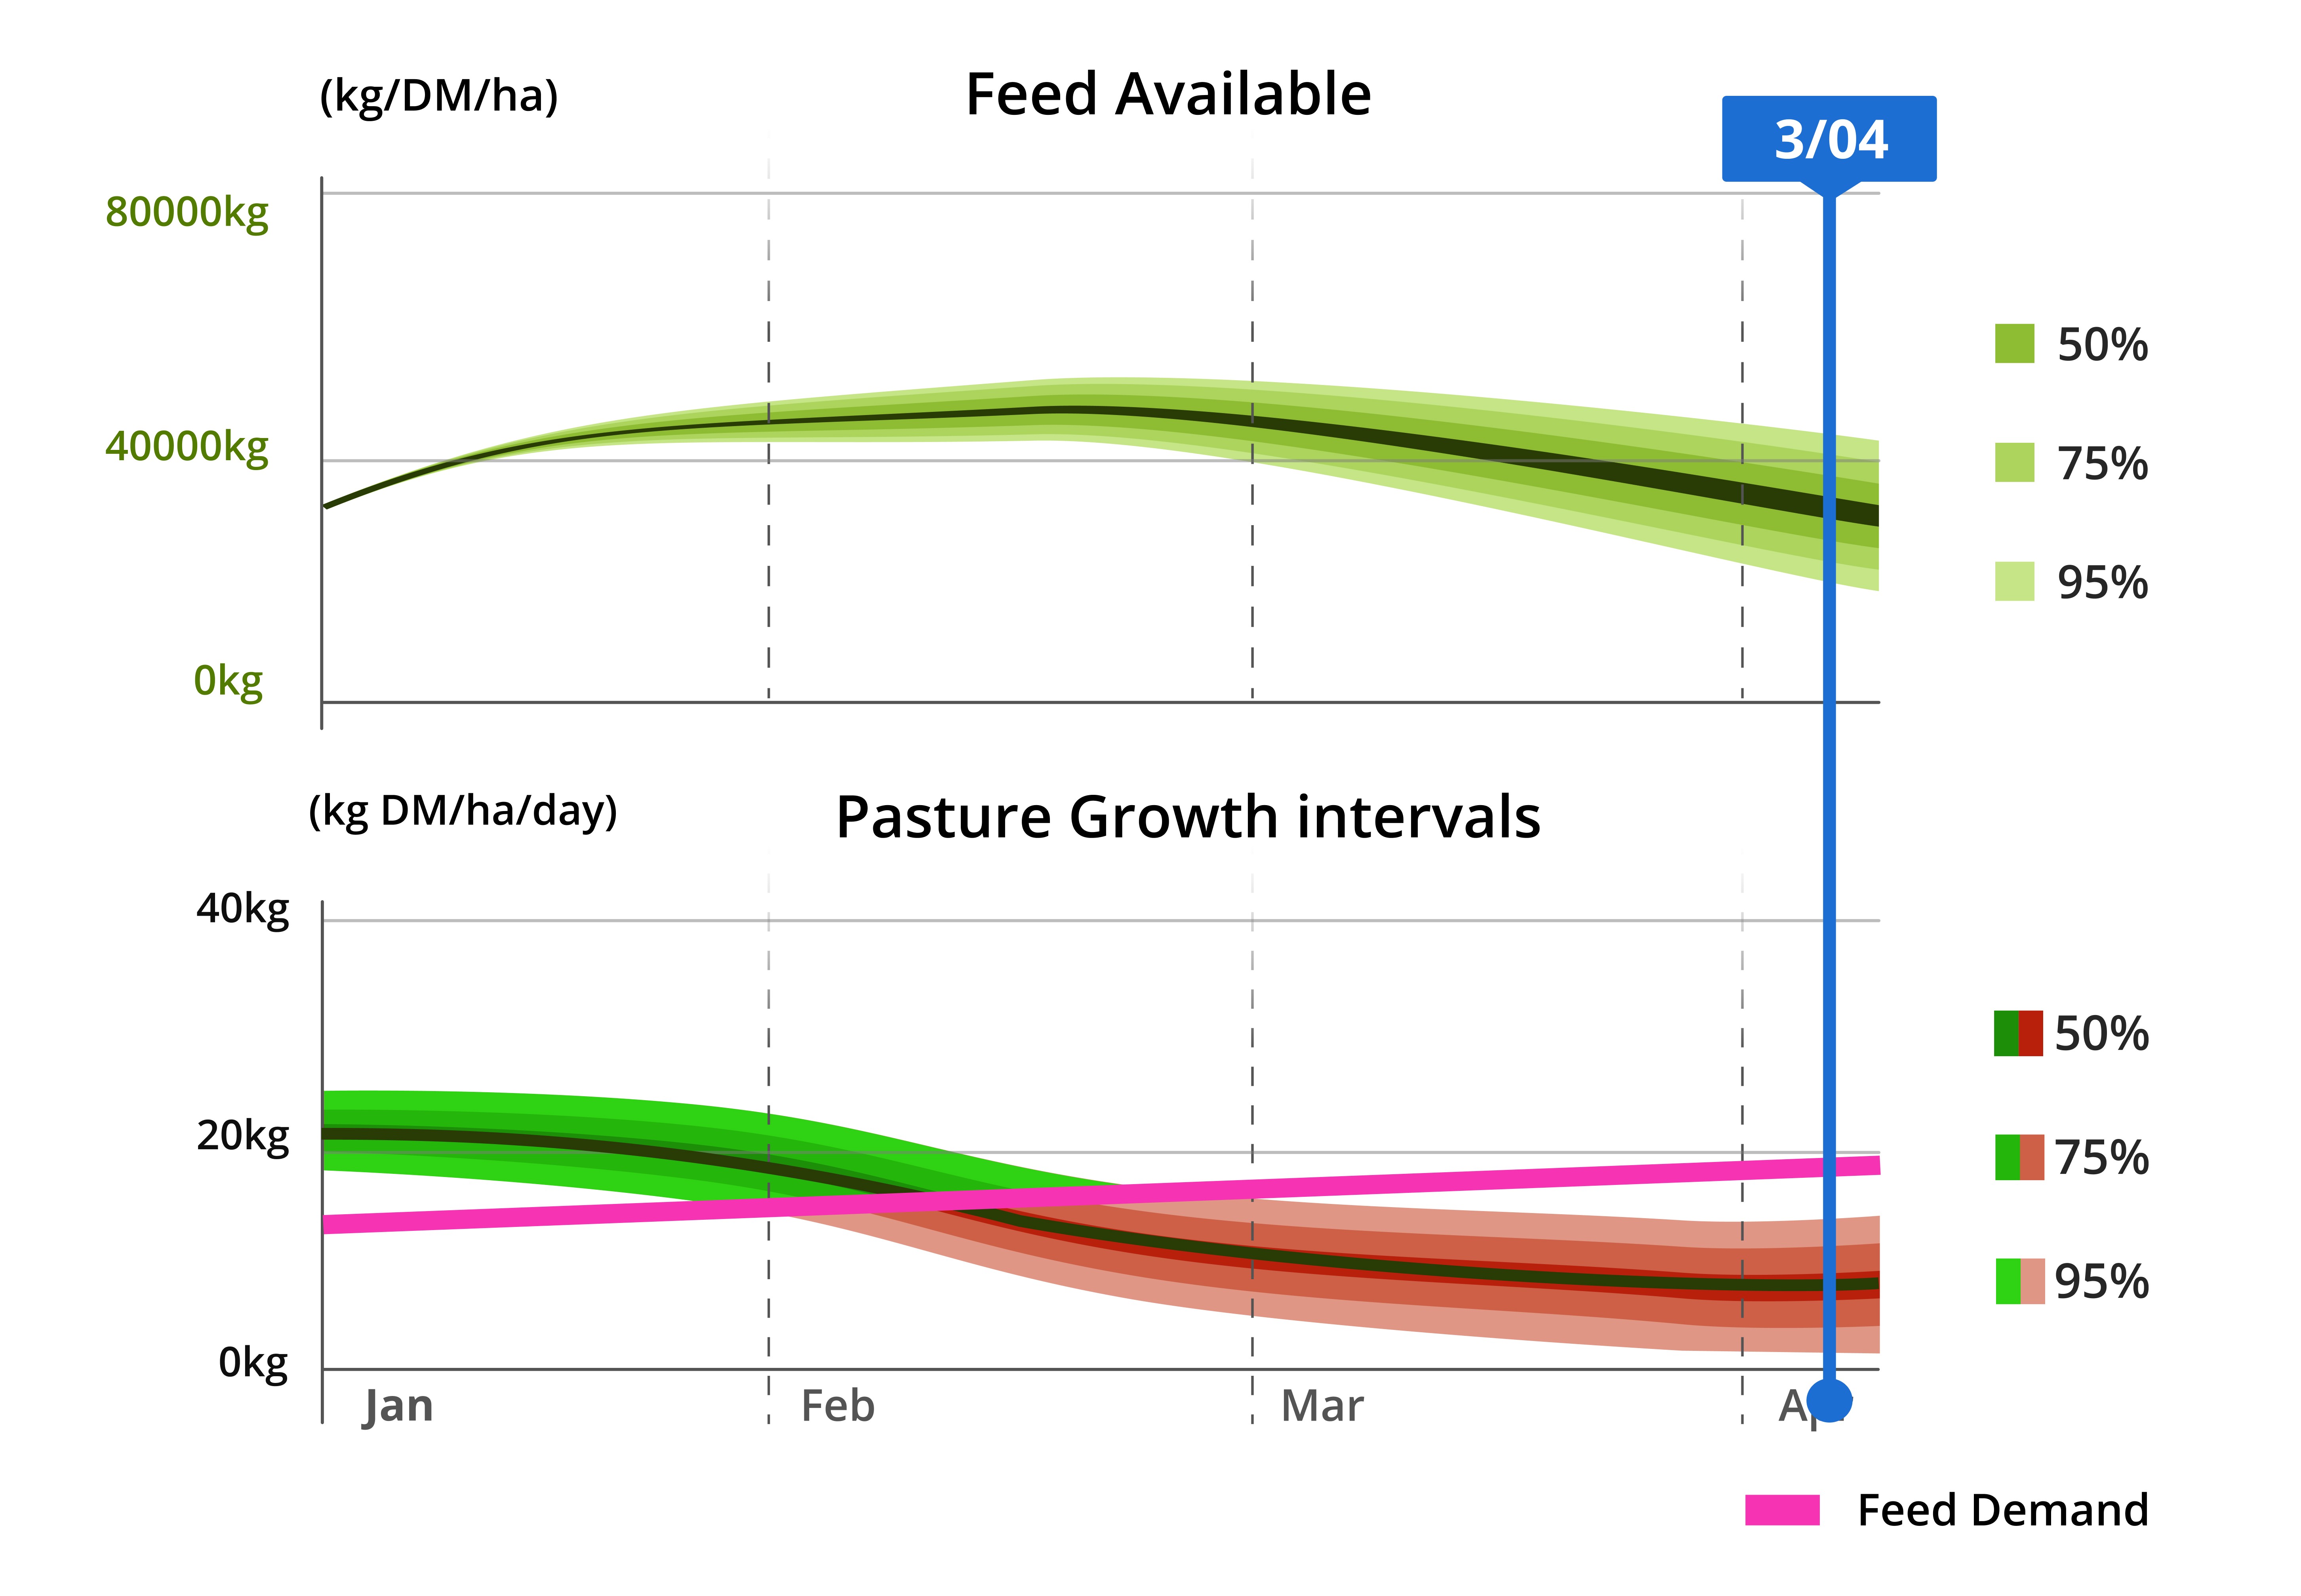 (kg/DM/ha)
Feed Available
3/04
80000kg
40000kg
0kg
50%
75%
95%
(kg DM/ha/day)
Pasture Growth intervals
40kg
20kg
0kg
50%
75%
95%
Jan
Feb
Mar
Feed Demand